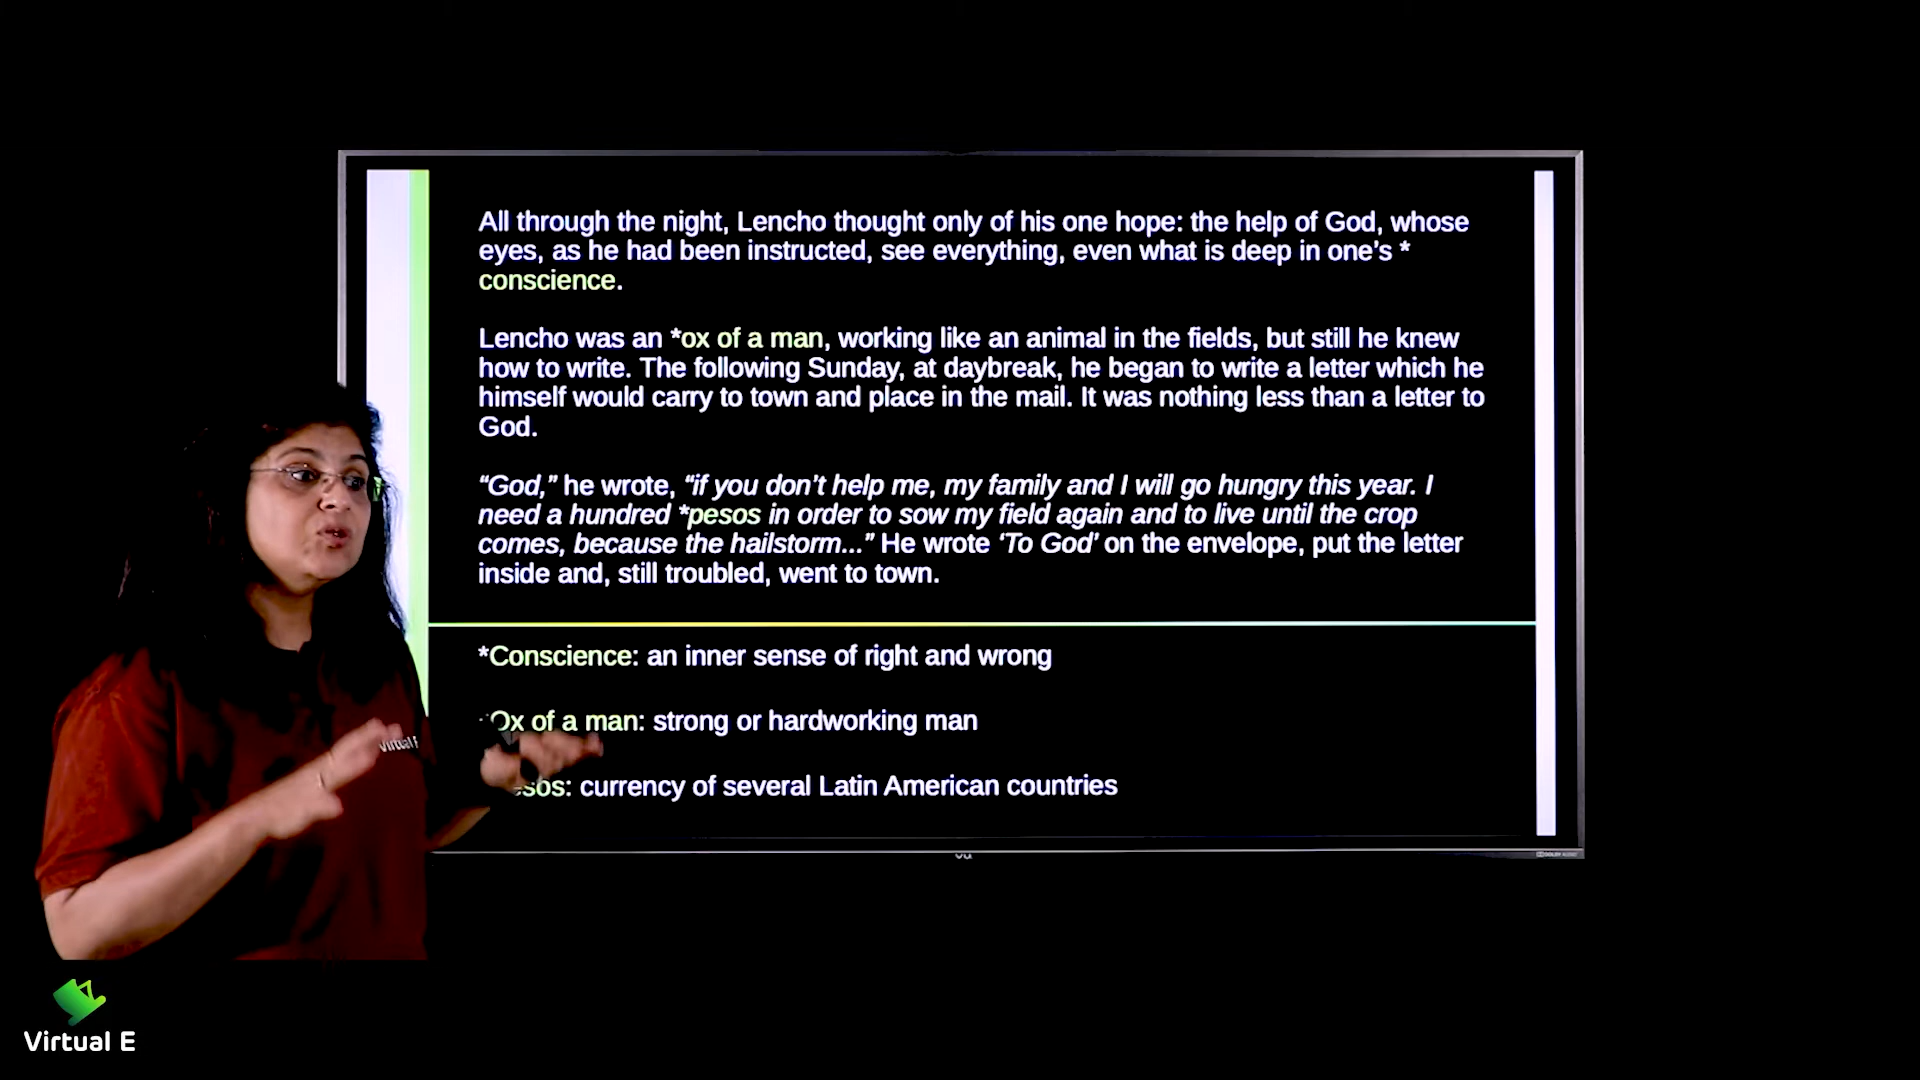 All through the night, Lencho thought only of his one hope: the help of God, whose
eyes, as he had been instructed, see everything, even what is deep in one’s *
conscience.
Lencho was an *ox of a man, working like an animal in the fields, but still he knew
how to write. The following Sunday, at daybreak, he began to write a letter which he
himself would carry to town and place in the mail. It was nothing less than a letter to
God.
“God,” he wrote, “if you don’t help me, my family and I will go hungry this year. I
need a hundred *pesos in order to sow my field again and to live until the crop
comes, because the hailstorm...” He wrote ‘To God’ on the envelope, put the letter
inside and, still troubled, went to town.
*Conscience: an inner sense of right and wrong
*Ox of a man: strong or hardworking man
esos: currency of several Latin American countries
Virtual E
Virtual E